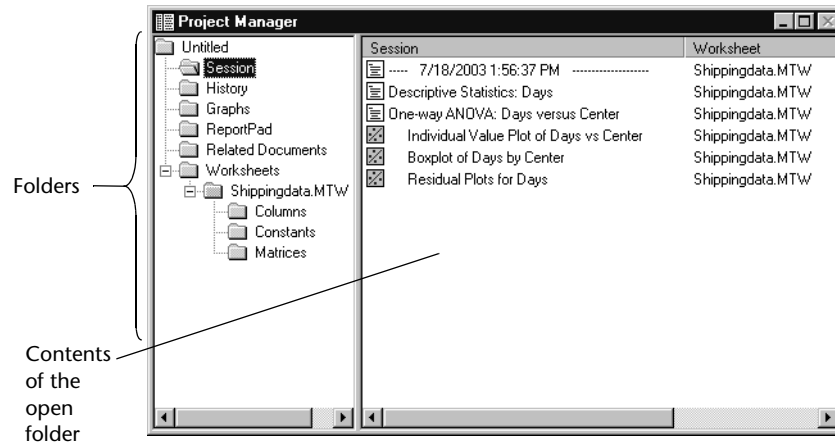 Project Manager
Untitled
Session
History
Graphs
ReportPad
Related Documents
Worksheets
Shippingdata.MTW
Columns
Constants
Matrices
Session Worksheet
----- 7/18/2003 1:56:37 PM -------------------- Shippingdata.MTW
Descriptive Statistics: Days Shippingdata.MTW
One-way ANOVA: Days versus Center Shippingdata.MTW
Individual Value Plot of Days vs Center Shippingdata.MTW
Boxplot of Days by Center Shippingdata.MTW
Residual Plots for Days Shippingdata.MTW
Folders
Contents
of the
open
folder